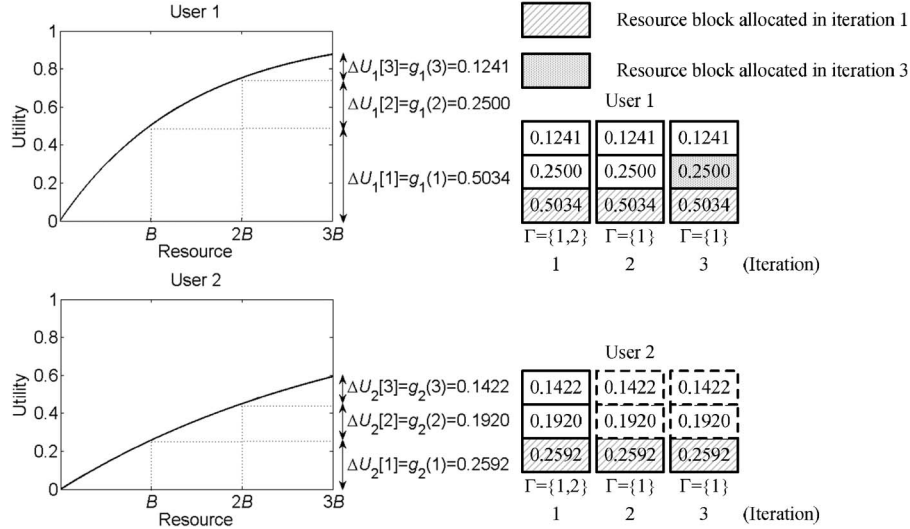 User 1
1
0.8
0.6
0.4
0.2
0
Utility
B
2B
3B
Resource
ΔU1[3]=g1(3)=0.1241
ΔU1[2]=g1(2)=0.2500
ΔU1[1]=g1(1)=0.5034
Resource block allocated in iteration 1
Resource block allocated in iteration 3
User 1
0.1241 0.1241 0.1241
0.2500 0.2500 0.2500
0.5034 0.5034 0.5034
Γ={1,2} Γ={1} Γ={1}
1 2 3 (Iteration)
User 2
1
0.8
0.6
0.4
0.2
0
Utility
B
2B
3B
Resource
ΔU2[3]=g2(3)=0.1422
ΔU2[2]=g2(2)=0.1920
ΔU2[1]=g2(1)=0.2592
User 2
0.1422 0.1422 0.1422
0.1920 0.1920 0.1920
0.2592 0.2592 0.2592
Γ={1,2} Γ={1} Γ={1}
1 2 3 (Iteration)